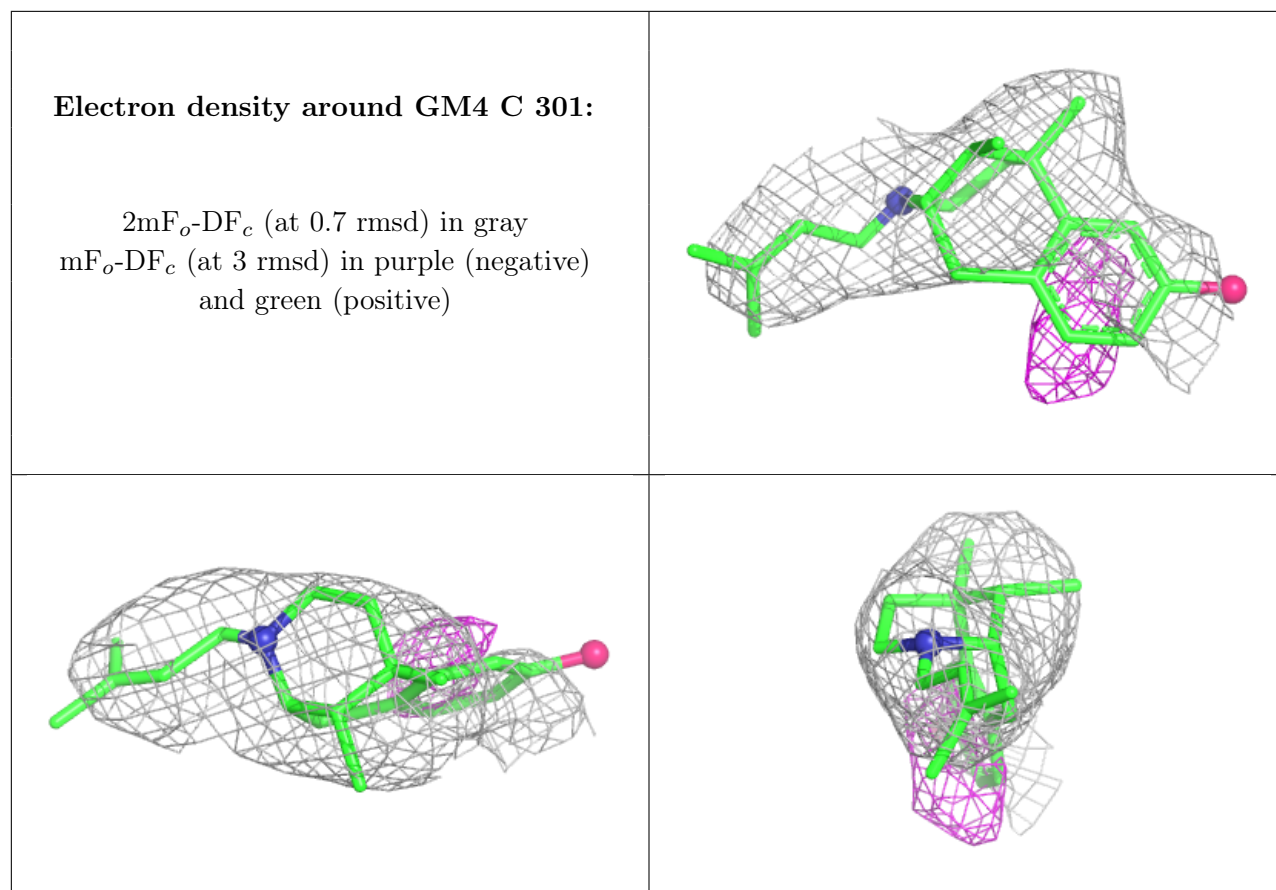 Electron density around GM4 C 301:
2mFₒ-DF𝒸 (at 0.7 rmsd) in gray
mFₒ-DF𝒸 (at 3 rmsd) in purple (negative)
and green (positive)